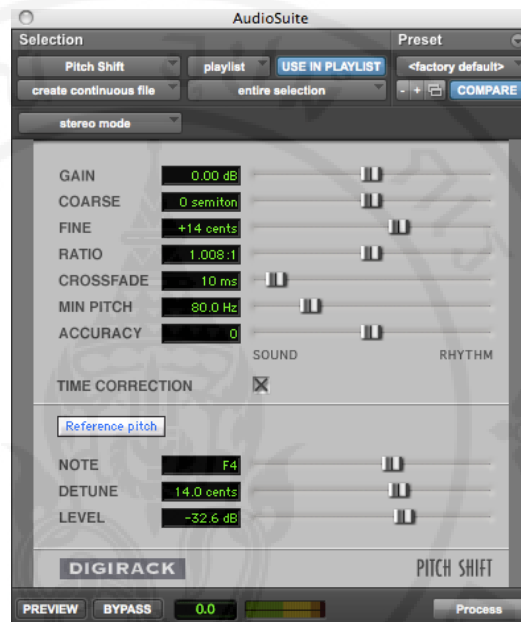 AudioSuite
Selection
Preset
Pitch Shift
playlist
USE IN PLAYLIST
<factory default>
create continuous file
entire selection
- +
COMPARE
stereo mode
GAIN 0.00 dB
COARSE 0 semiton
FINE +14 cents
RATIO 1.008:1
CROSSFADE 10 ms
MIN PITCH 80.0 Hz
ACCURACY 0
SOUND RHYTHM
TIME CORRECTION
Reference pitch
NOTE F4
DETUNE 14.0 cents
LEVEL -32.6 dB
DIGIRACK PITCH SHIFT
PREVIEW BYPASS 0.0 Process